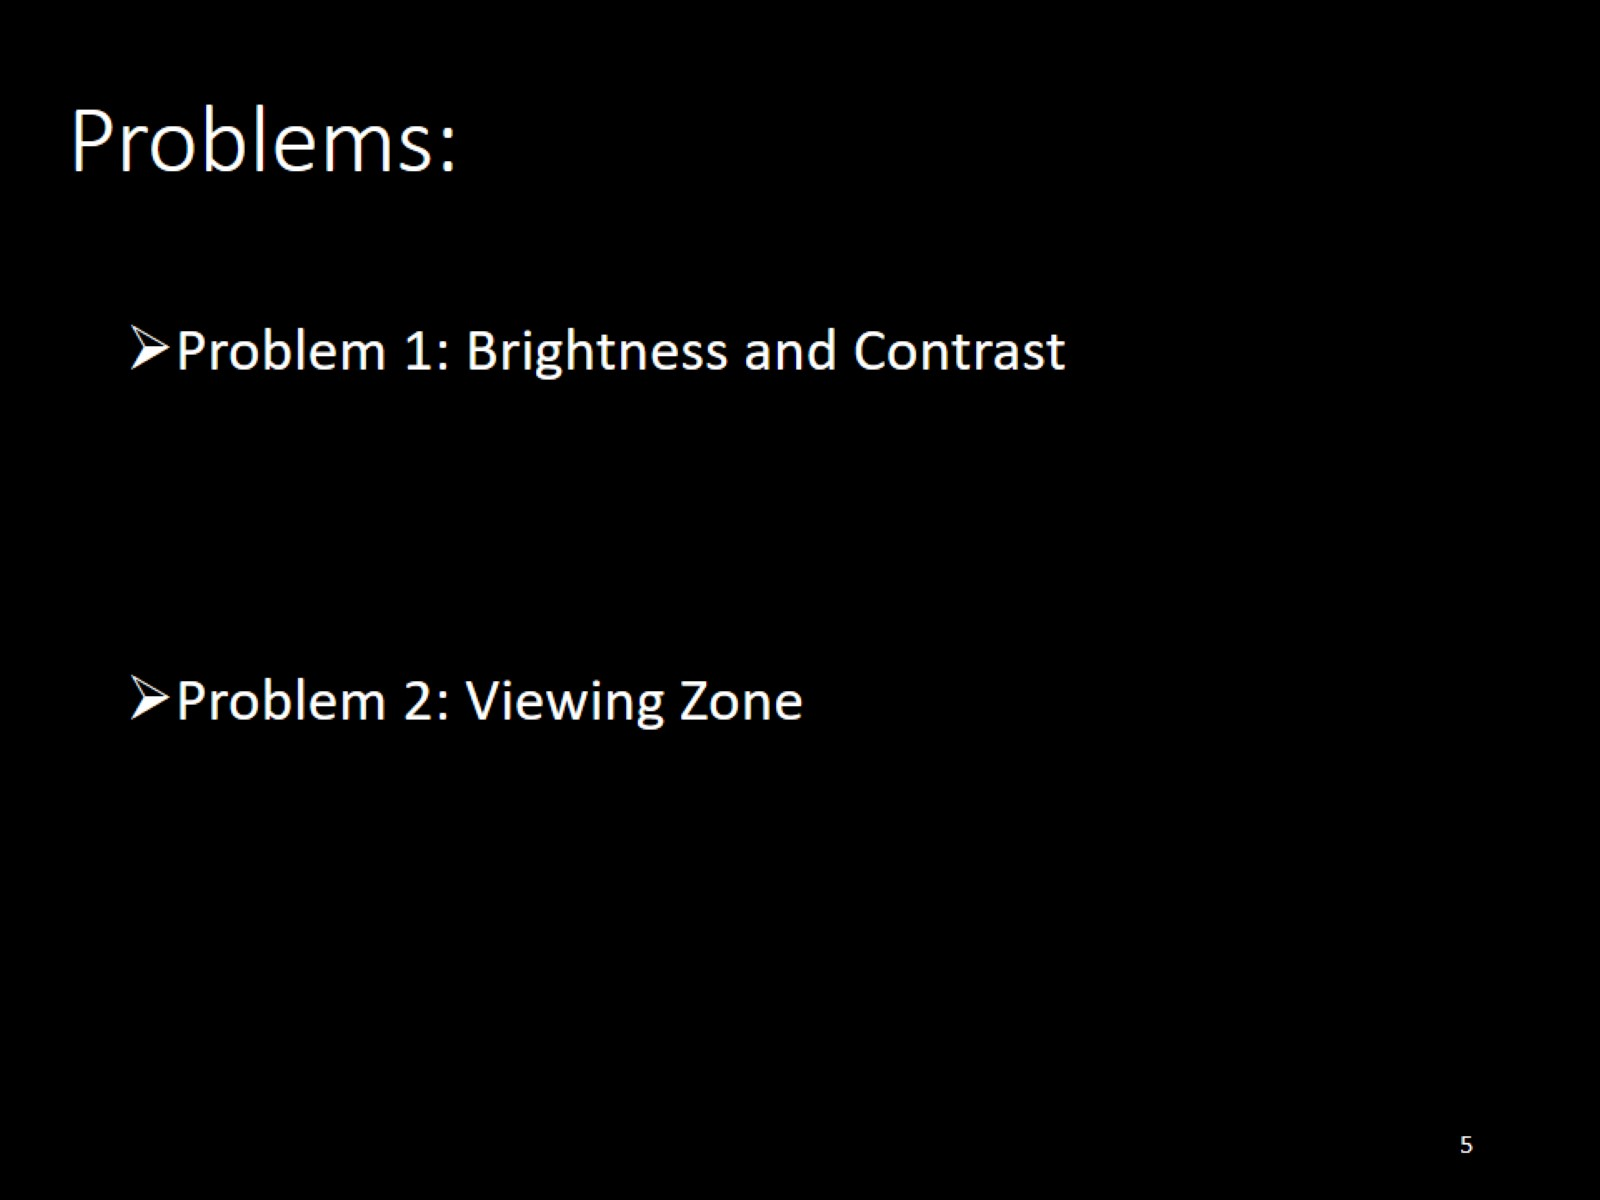 Problems:
➢Problem 1: Brightness and Contrast
➢Problem 2: Viewing Zone
5